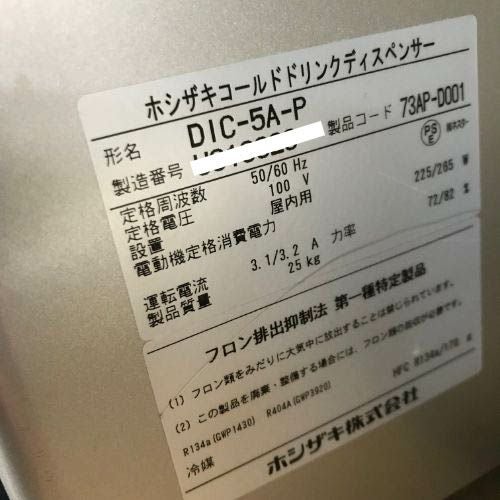 ホシザキコールドドリンクディスペンサー
形名 DIC-5A-P
製造番号 製品コード 73AP-D001
定格周波数 50/60 Hz
定格電圧 100 V
設置 屋内用
電動機定格消費電力 225/265 W
力率 72/82 %
運転電流 3.1/3.2 A
製品質量 25 kg
PSE
フロン排出抑制法 第一種特定製品
(1) フロン類をみだりに大気中に放出することは禁じられています。
(2) この製品を廃棄・整備する場合には、フロン類の回収が必要です。
R134a(GWP1430) R404A(GWP3920)
冷媒 HFC R134a/170 g
ホシザキ株式会社